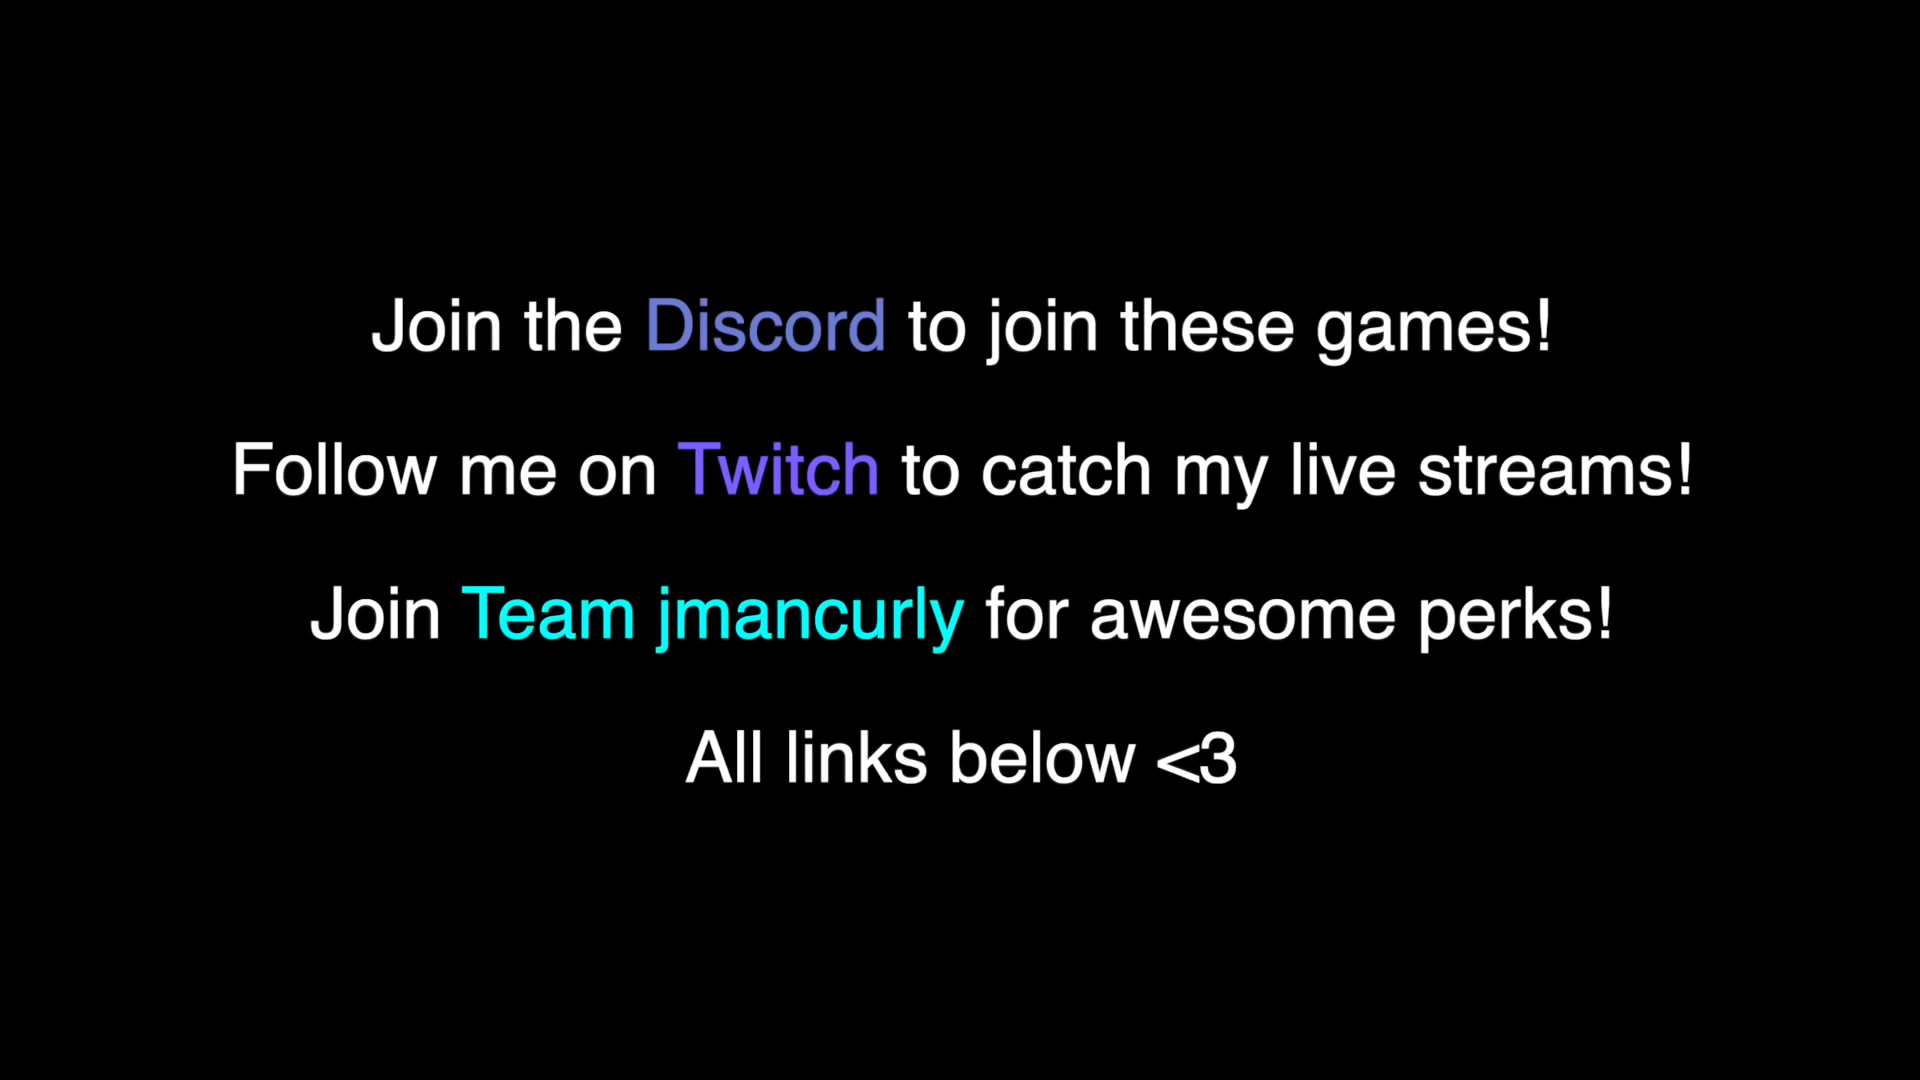 Join the Discord to join these games!
Follow me on Twitch to catch my live streams!
Join Team jmancurly for awesome perks!
All links below <3